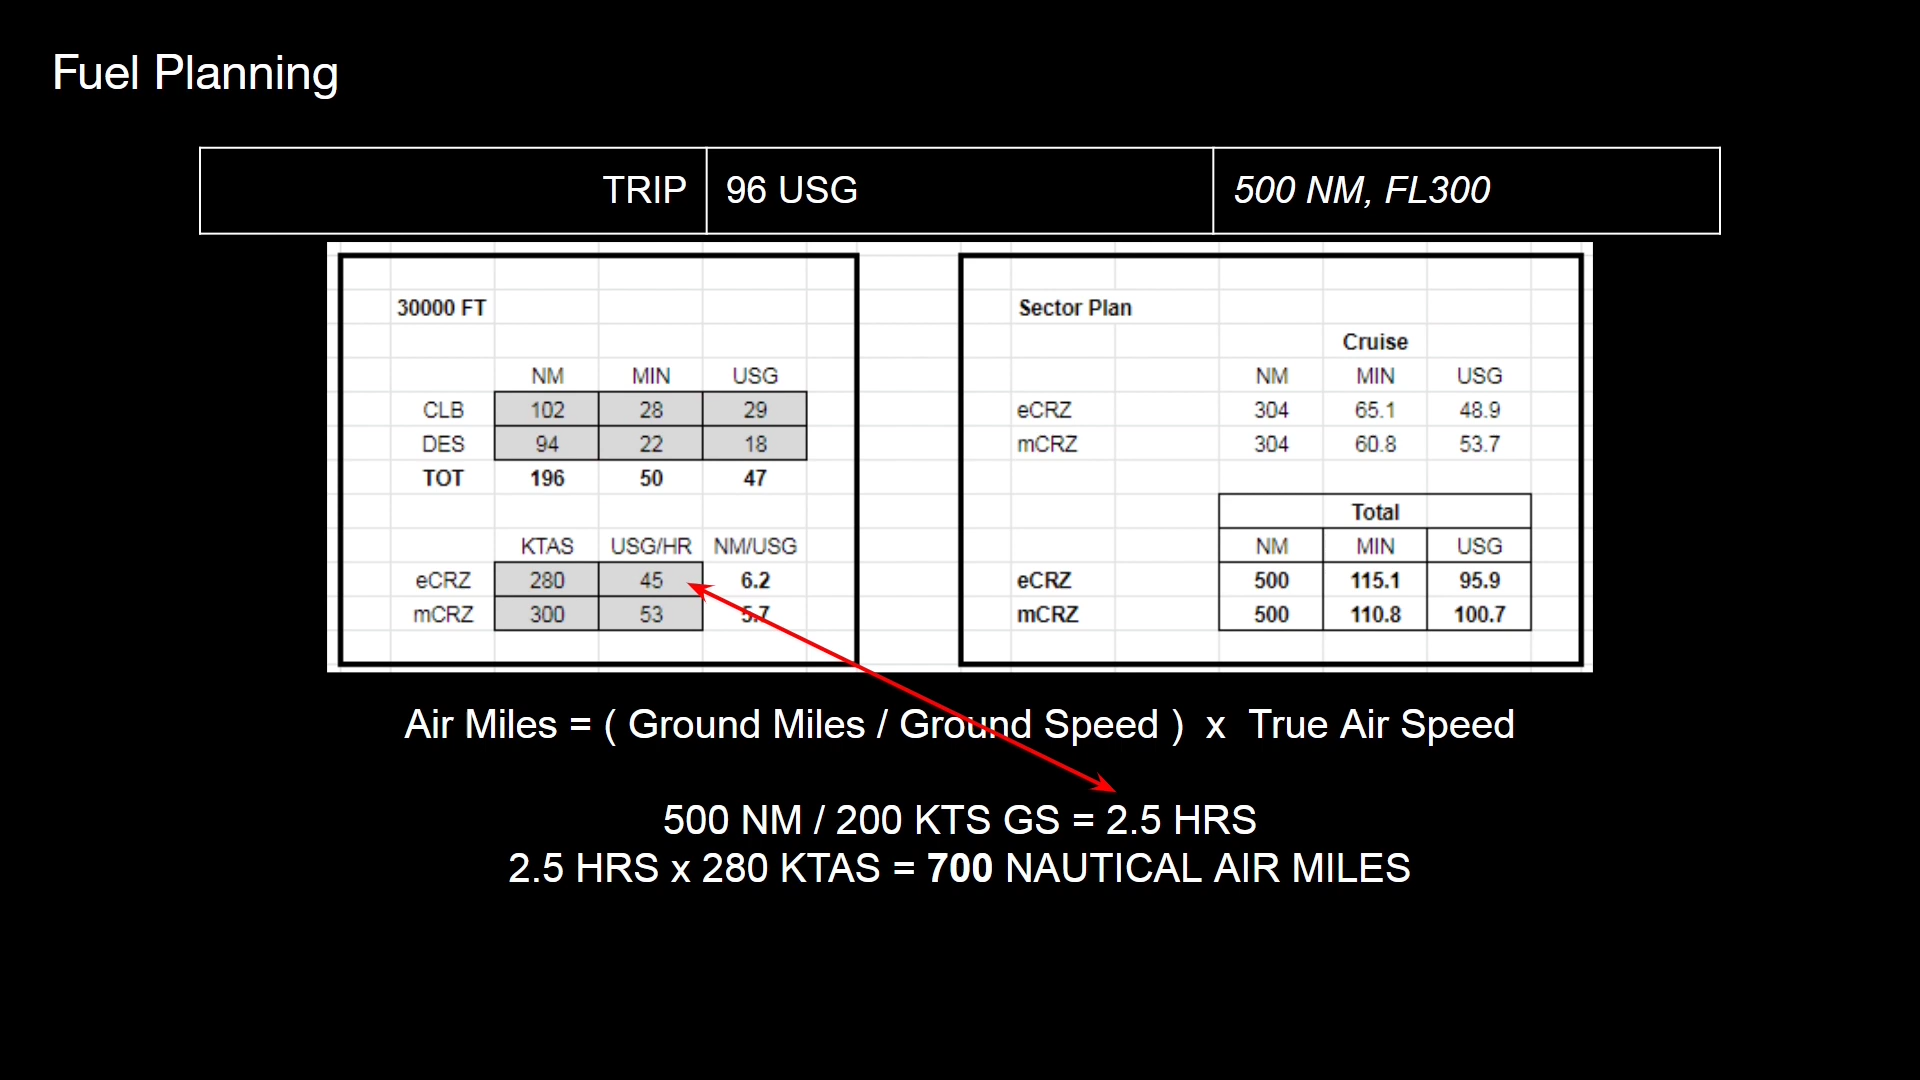 Fuel Planning
TRIP 96 USG 500 NM, FL300
30000 FT
NM MIN USG
CLB 102 28 29
DES 94 22 18
TOT 196 50 47
KTAS USG/HR NM/USG
eCRZ 280 45 6.2
mCRZ 300 53 5.7
Sector Plan
Cruise
NM MIN USG
eCRZ 304 65.1 48.9
mCRZ 304 60.8 53.7
Total
NM MIN USG
eCRZ 500 115.1 95.9
mCRZ 500 110.8 100.7
Air Miles = ( Ground Miles / Ground Speed ) x True Air Speed
500 NM / 200 KTS GS = 2.5 HRS
2.5 HRS x 280 KTAS = 700 NAUTICAL AIR MILES